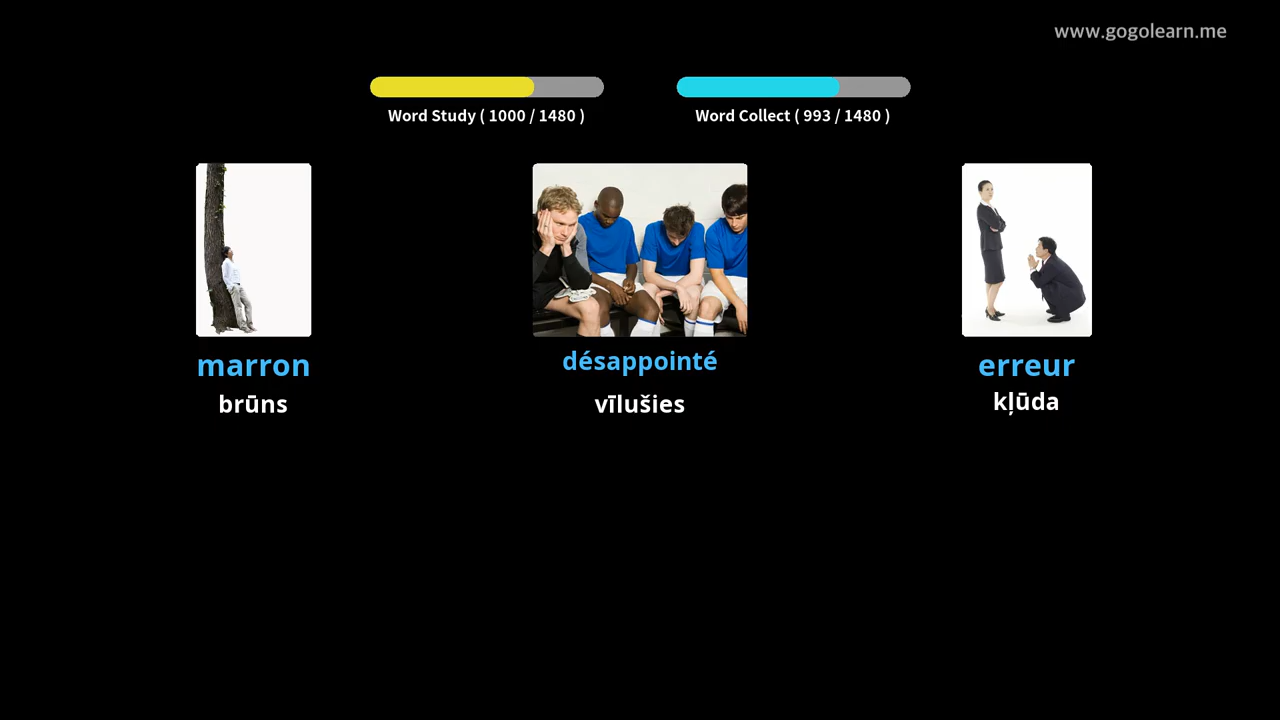 www.gogolearn.me
Word Study ( 1000 / 1480 )
Word Collect ( 993 / 1480 )
marron
brūns
désappointé
vīlušies
erreur
kļūda